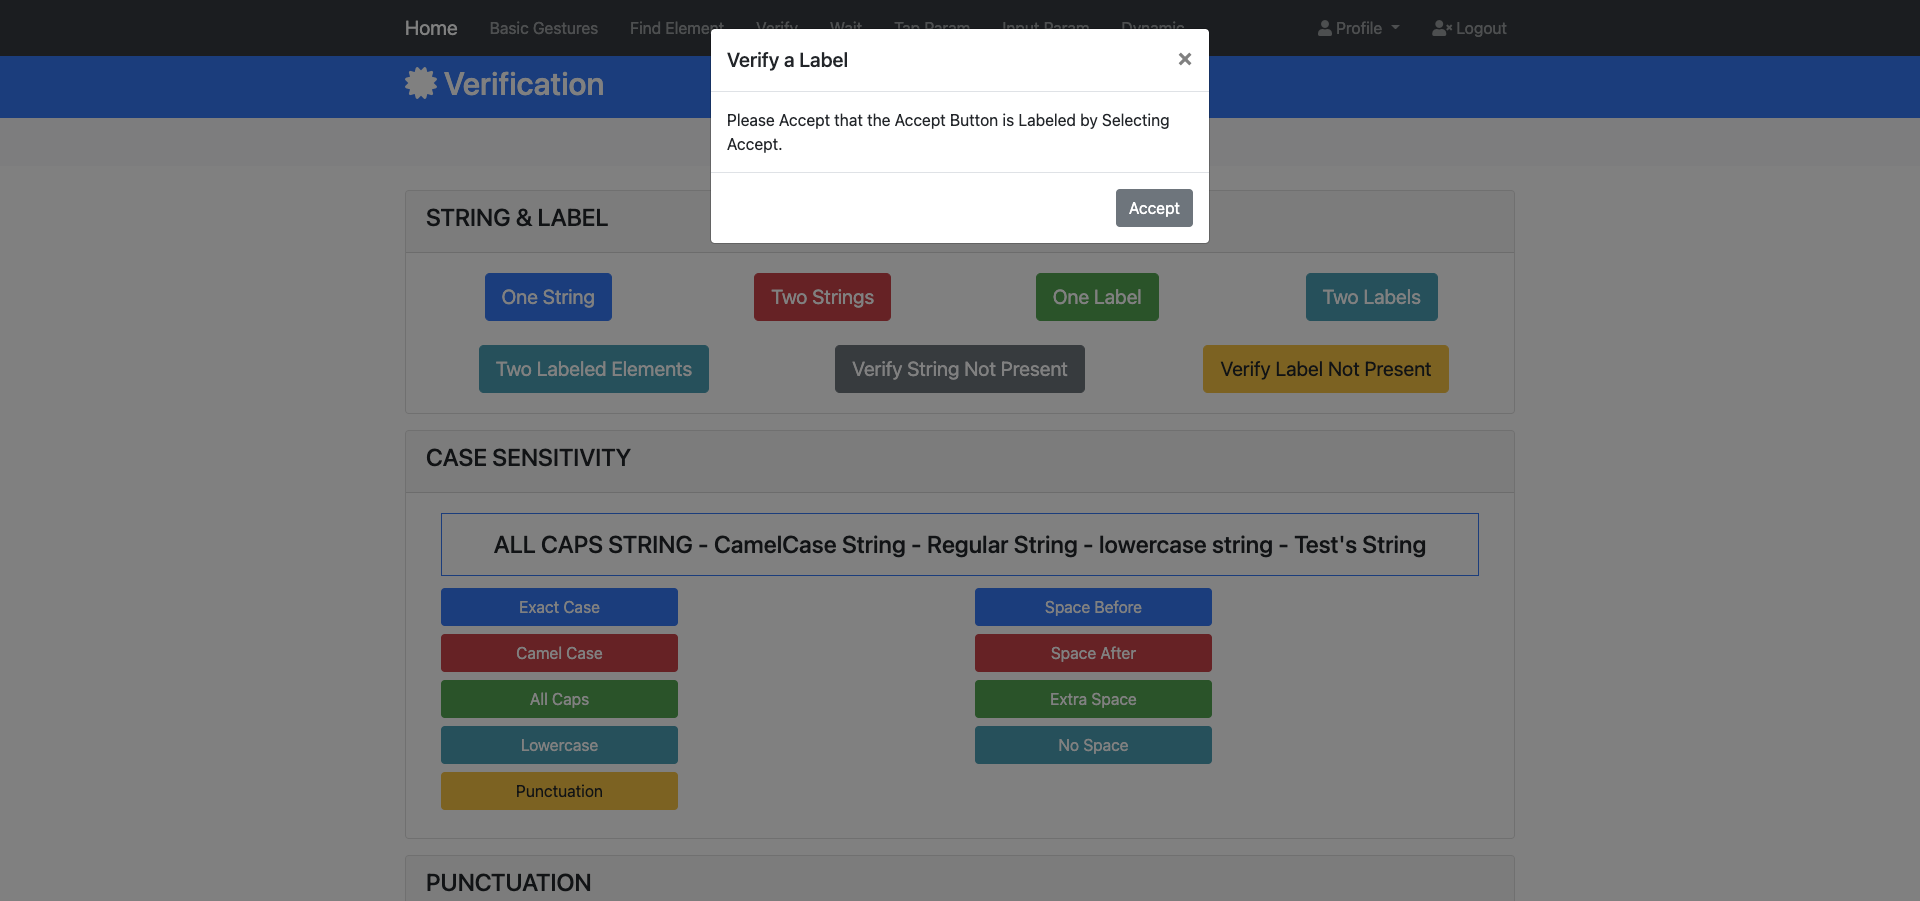 Home Basic Gestures Find Element Verify Wait Tap Param Input Param Dynamic Profile Logout
Verification
Verify a Label ×
Please Accept that the Accept Button is Labeled by Selecting
Accept.
Accept
STRING & LABEL
One String Two Strings One Label Two Labels
Two Labeled Elements Verify String Not Present Verify Label Not Present
CASE SENSITIVITY
ALL CAPS STRING - CamelCase String - Regular String - lowercase string - Test's String
Exact Case Space Before
Camel Case Space After
All Caps Extra Space
Lowercase No Space
Punctuation
PUNCTUATION